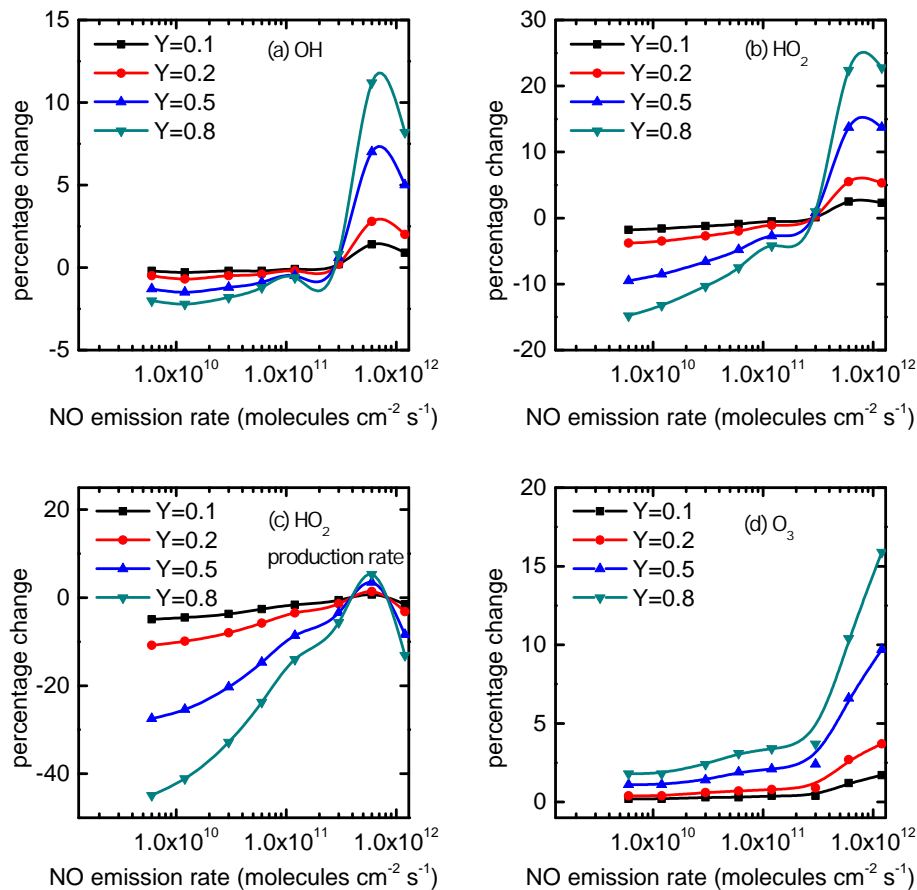 15
10
5
0
-5
percentage change
Y=0.1
Y=0.2
Y=0.5
Y=0.8
(a) OH
1.0x10¹⁰ 1.0x10¹¹ 1.0x10¹²
NO emission rate (molecules cm⁻² s⁻¹)
30
20
10
0
-10
-20
percentage change
Y=0.1
Y=0.2
Y=0.5
Y=0.8
(b) HO₂
1.0x10¹⁰ 1.0x10¹¹ 1.0x10¹²
NO emission rate (molecules cm⁻² s⁻¹)
20
0
-20
-40
percentage change
Y=0.1
Y=0.2
Y=0.5
Y=0.8
(c) HO₂
production rate
1.0x10¹⁰ 1.0x10¹¹ 1.0x10¹²
NO emission rate (molecules cm⁻² s⁻¹)
20
15
10
5
0
percentage change
Y=0.1
Y=0.2
Y=0.5
Y=0.8
(d) O₃
1.0x10¹⁰ 1.0x10¹¹ 1.0x10¹²
NO emission rate (molecules cm⁻² s⁻¹)